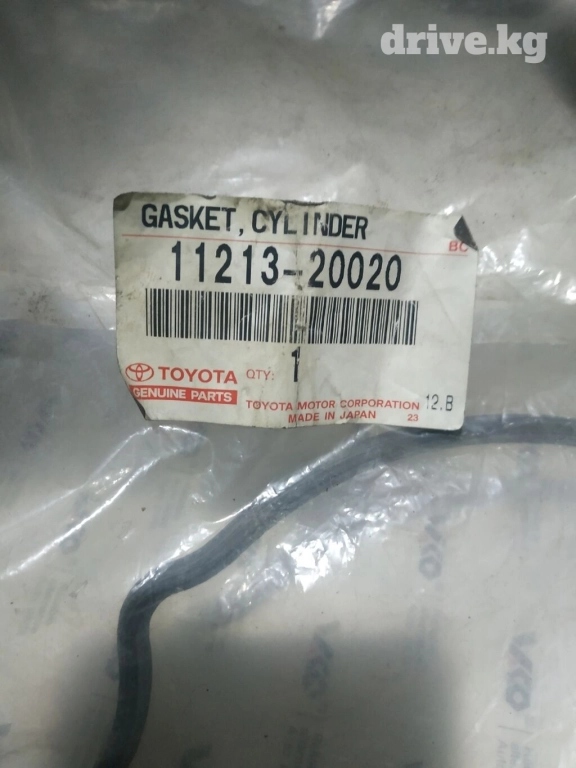 drive.kg
GASKET, CYLINDER
BC
11213-20020
TOYOTA QTY: 1
GENUINE PARTS
TOYOTA MOTOR CORPORATION 12.B
MADE IN JAPAN 23